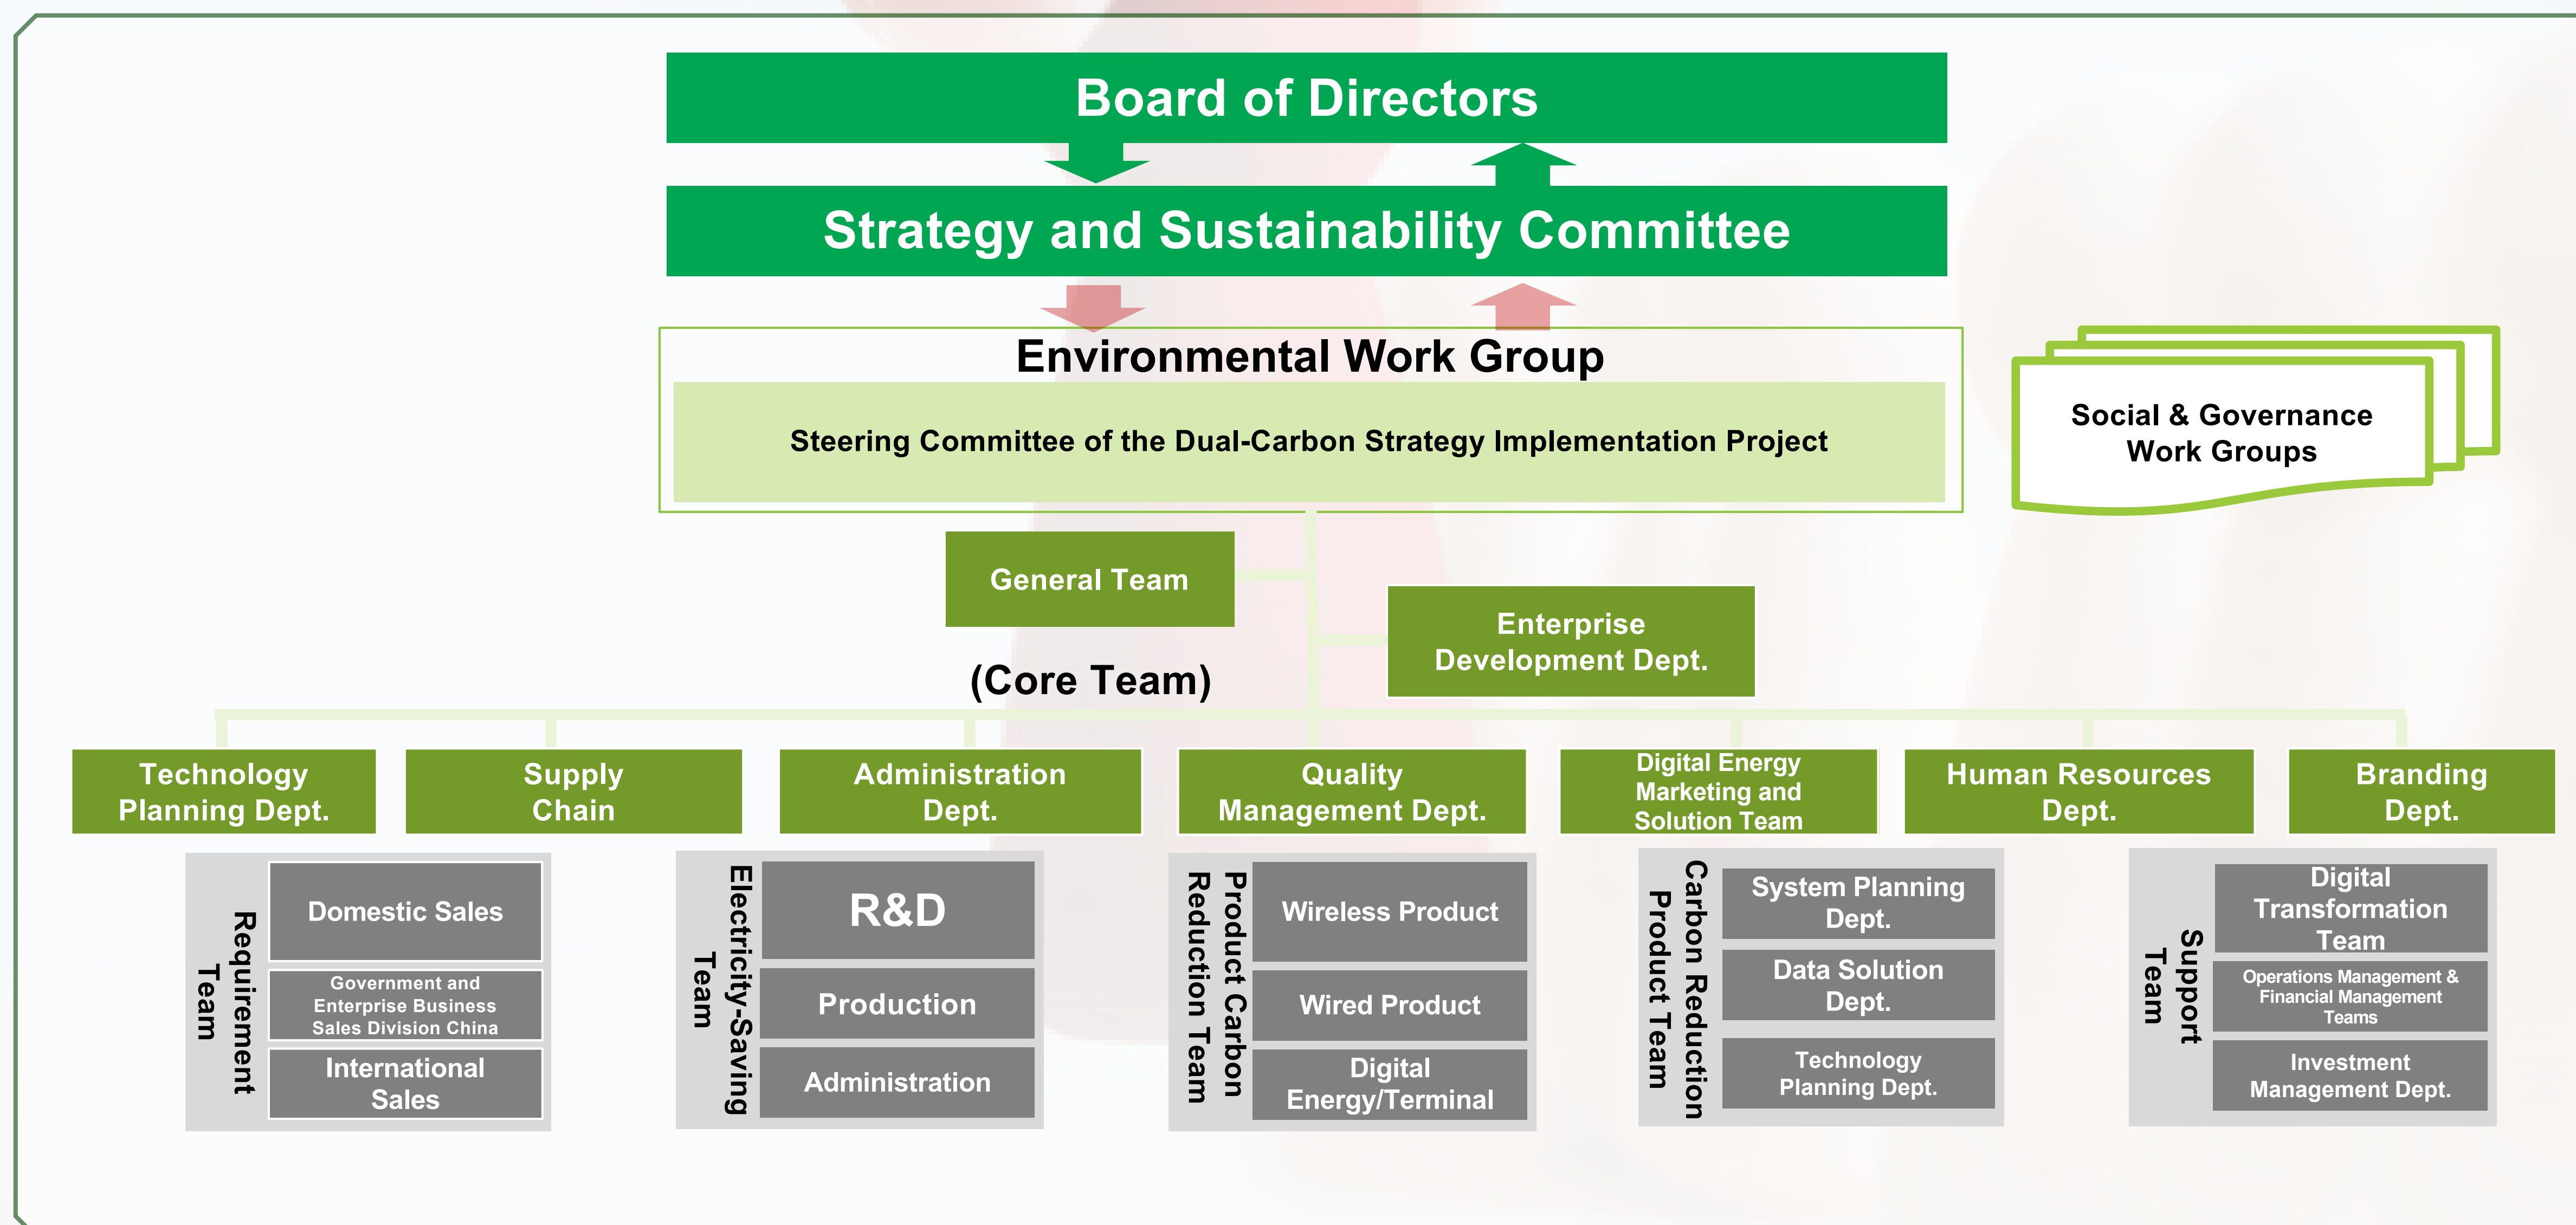 Board of Directors
Strategy and Sustainability Committee
Environmental Work Group
Steering Committee of the Dual-Carbon Strategy Implementation Project
Social & Governance
Work Groups
General Team
Enterprise
Development Dept.
(Core Team)
Technology
Planning Dept.
Supply
Chain
Administration
Dept.
Quality
Management Dept.
Digital Energy
Marketing and
Solution Team
Human Resources
Dept.
Branding
Dept.
Requirement
Team
Domestic Sales
Government and
Enterprise Business
Sales Division China
International
Sales
Electricity-Saving
Team
R&D
Production
Administration
Product Carbon
Reduction Team
Wireless Product
Wired Product
Digital
Energy/Terminal
Carbon Reduction
Product Team
System Planning
Dept.
Data Solution
Dept.
Technology
Planning Dept.
Support
Team
Digital
Transformation
Team
Operations Management &
Financial Management
Teams
Investment
Management Dept.